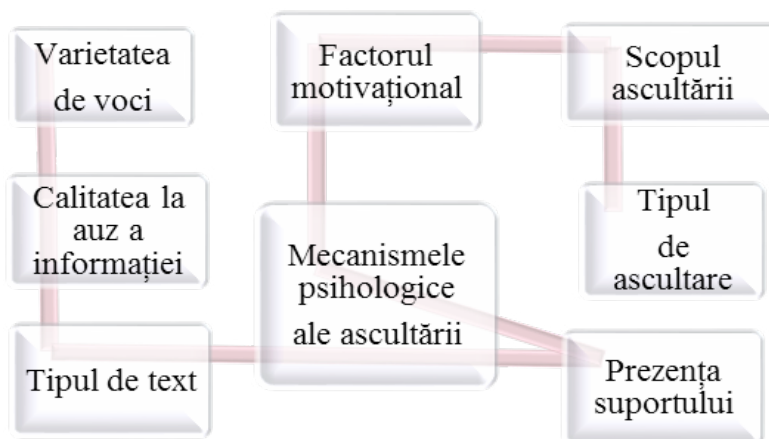 Varietatea
de voci
Factorul
motivațional
Scopul
ascultării
Calitatea la
auz a
informației
Mecanismele
psihologice
ale ascultării
Tipul
de
ascultare
Tipul de text
Prezența
suportului